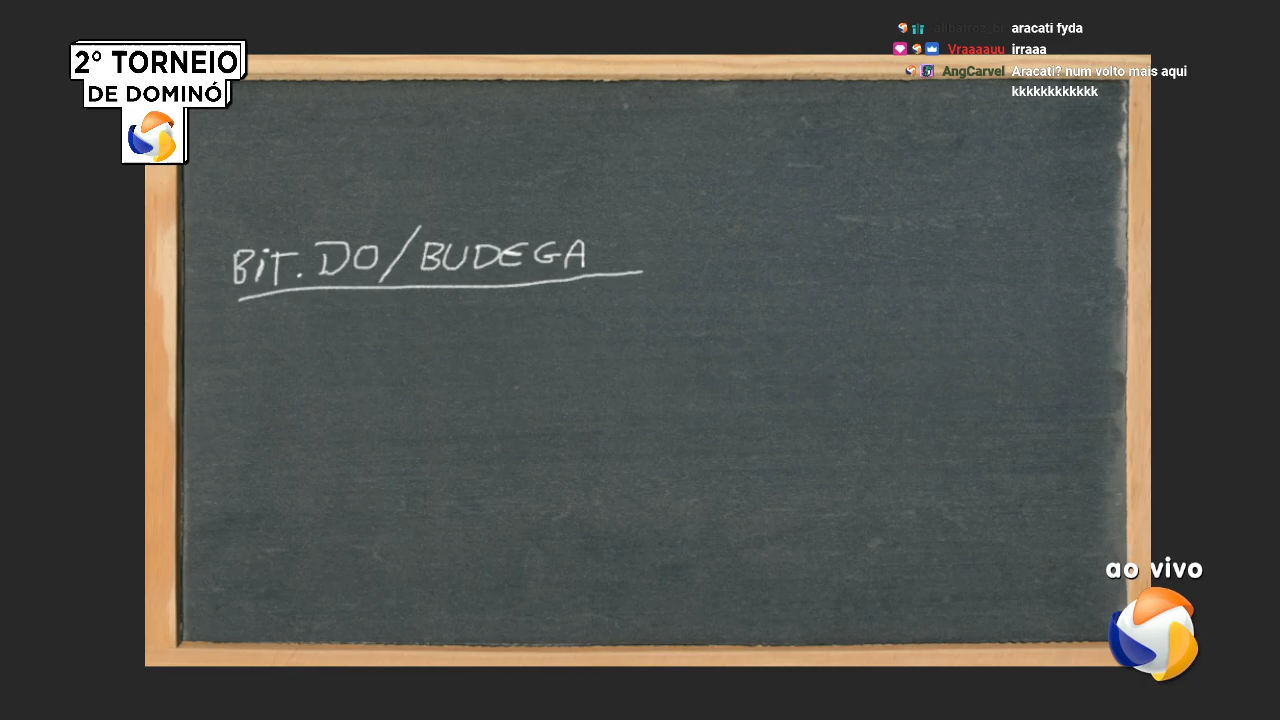 2º TORNEIO
DE DOMINÓ
aracati fyda
Vraaaauu irraaa
AngCarvel Aracati? num volto mais aqui
kkkkkkkkkkkk
BIT. DO/BUDEGA
ao vivo